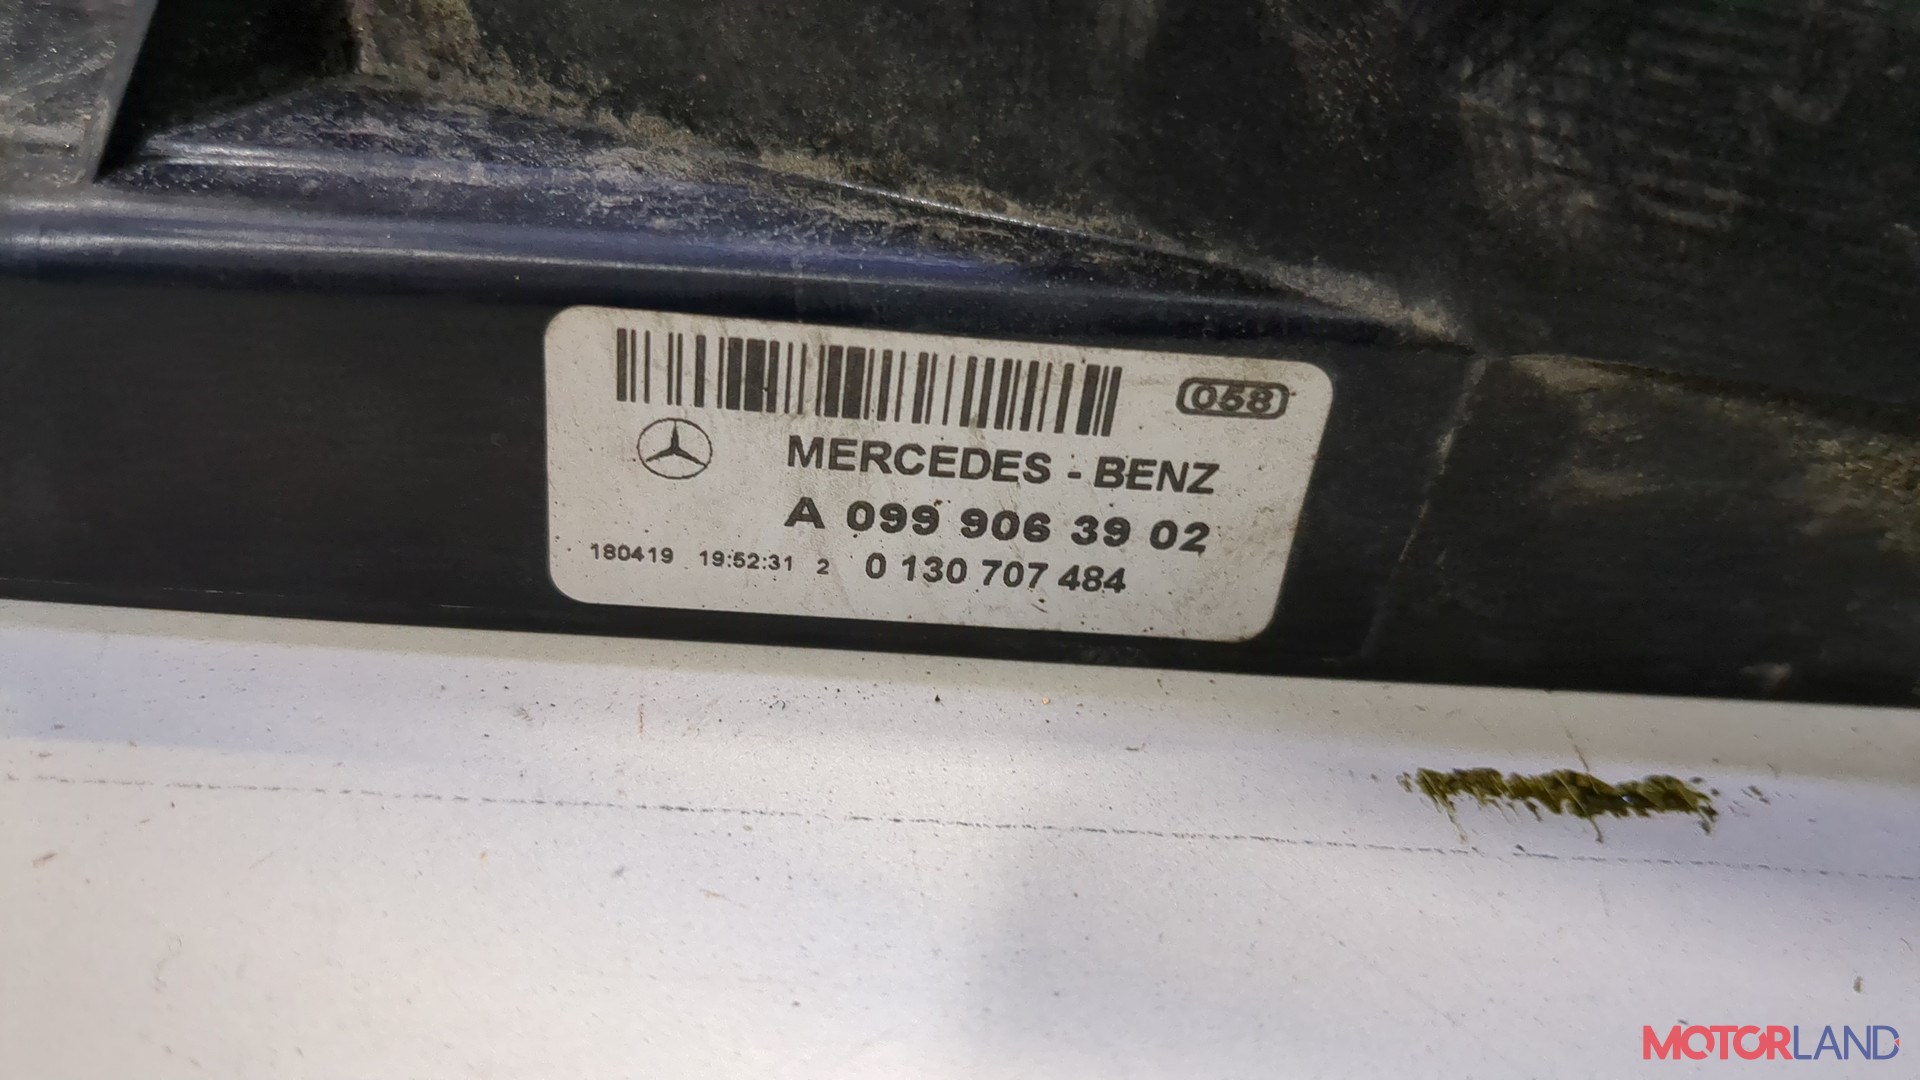 058
MERCEDES - BENZ
A 099 906 39 02
180419 19:52:31 2 0 130 707 484
MOTORLAND